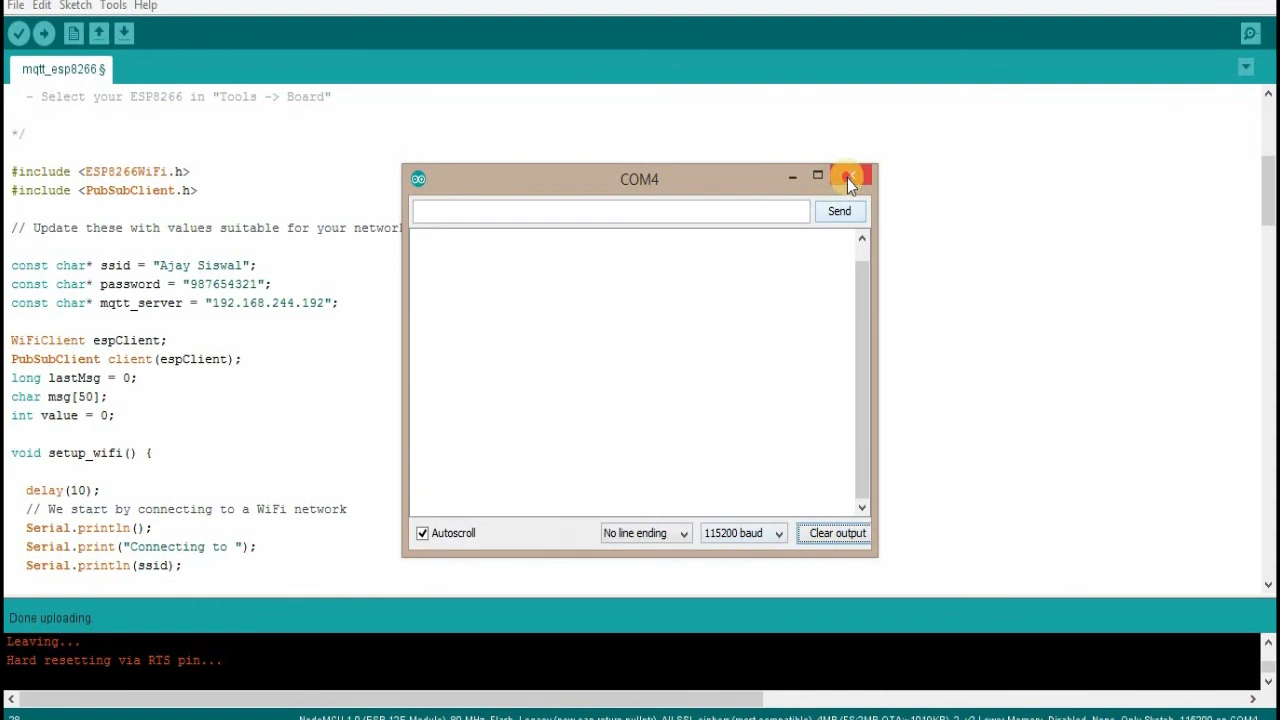 File Edit Sketch Tools Help
mqtt_esp8266 §
- Select your ESP8266 in "Tools -> Board"
*/
#include <ESP8266WiFi.h>
#include <PubSubClient.h>
// Update these with values suitable for your networ
const char* ssid = "Ajay Siswal";
const char* password = "987654321";
const char* mqtt_server = "192.168.244.192";
WiFiClient espClient;
PubSubClient client(espClient);
long lastMsg = 0;
char msg[50];
int value = 0;
void setup_wifi() {
delay(10);
// We start by connecting to a WiFi network
Serial.println();
Serial.print("Connecting to ");
Serial.println(ssid);
COM4
Send
Autoscroll
No line ending
115200 baud
Clear output
Done uploading.
Leaving...
Hard resetting via RTS pin...